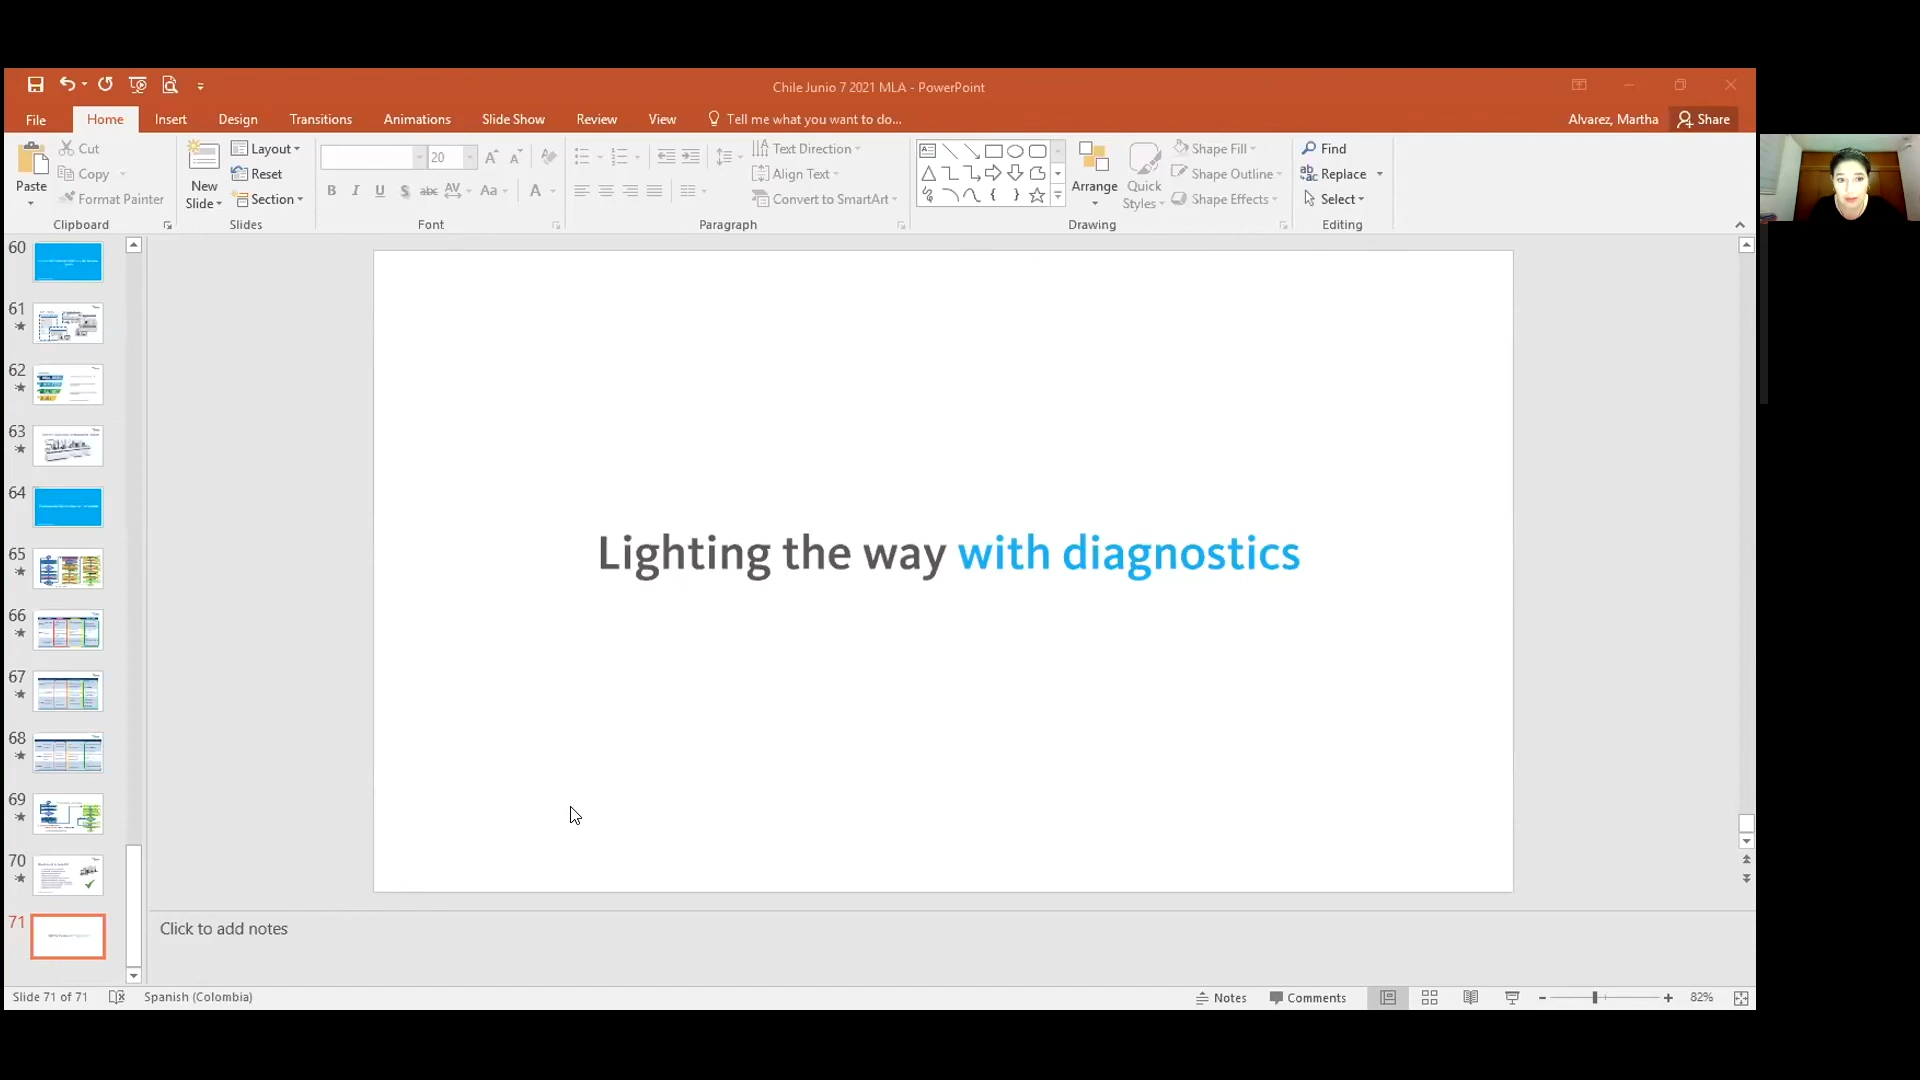 Chile Junio 7 2021 MLA - PowerPoint
File
Home
Insert
Design
Transitions
Animations
Slide Show
Review
View
Tell me what you want to do...
Alvarez, Martha
Share
Paste
Cut
Copy
Format Painter
Clipboard
New
Slide
Layout
Reset
Section
Slides
20
B I U S abc AV Aa A
Font
Text Direction
Align Text
Convert to SmartArt
Paragraph
Arrange
Quick
Styles
Shape Fill
Shape Outline
Shape Effects
Drawing
Find
Replace
Select
Editing
60
61
62
63
64
65
66
67
68
69
70
71
Lighting the way with diagnostics
Click to add notes
Slide 71 of 71
Spanish (Colombia)
Notes
Comments
82%